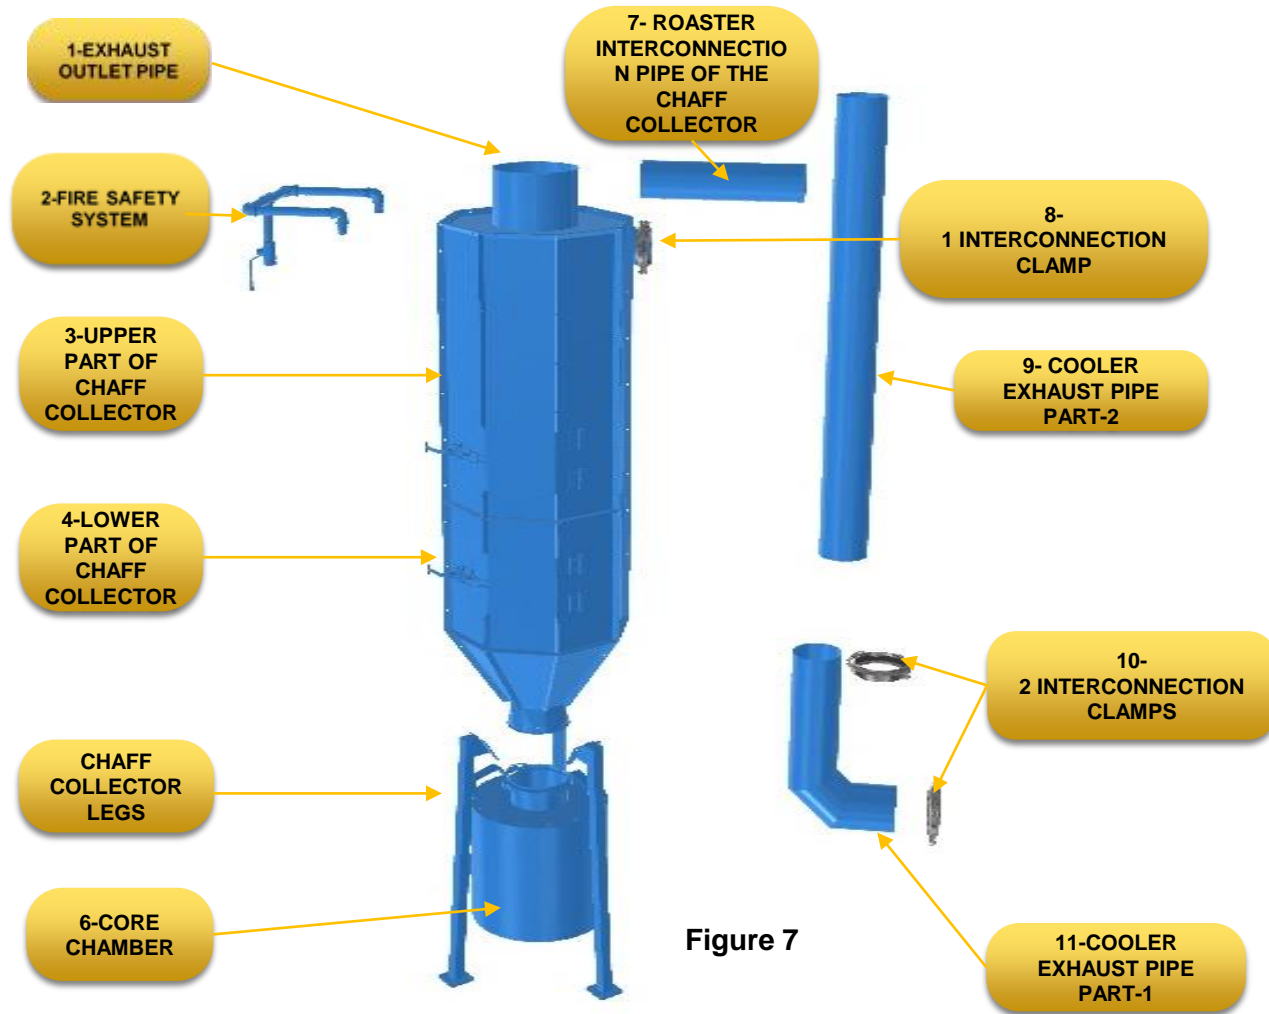 1-EXHAUST
OUTLET PIPE
2-FIRE SAFETY
SYSTEM
3-UPPER
PART OF
CHAFF
COLLECTOR
4-LOWER
PART OF
CHAFF
COLLECTOR
CHAFF
COLLECTOR
LEGS
6-CORE
CHAMBER
7- ROASTER
INTERCONNECTIO
N PIPE OF THE
CHAFF
COLLECTOR
8-
1 INTERCONNECTION
CLAMP
9- COOLER
EXHAUST PIPE
PART-2
10-
2 INTERCONNECTION
CLAMPS
11-COOLER
EXHAUST PIPE
PART-1
Figure 7